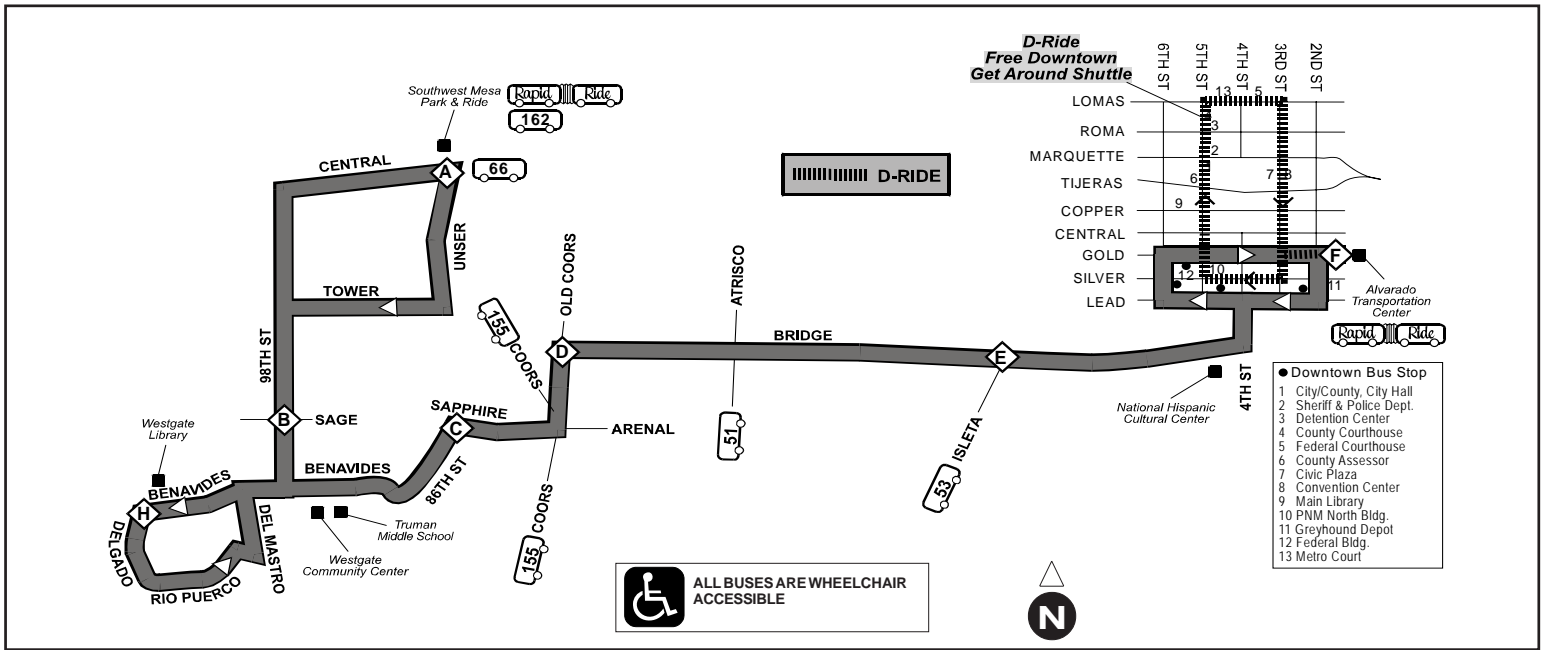 D-Ride
Free Downtown
Get Around Shuttle
6TH ST
5TH ST
4TH ST
3RD ST
2ND ST
Southwest Mesa
Park & Ride
Rapid Ride
162
66
LOMAS
13
5
ROMA
3
MARQUETTE
2
TIJERAS
6
7
8
COPPER
9
CENTRAL
GOLD
F
SILVER
12
10
11
LEAD
Alvarado
Transportation
Center
Rapid Ride
D-RIDE
CENTRAL
A
UNSER
TOWER
98TH ST
OLD COORS
ATRISCO
155
COORS
D
BRIDGE
E
4TH ST
National Hispanic
Cultural Center
B
SAGE
SAPPHIRE
C
ARENAL
51
ISLETA
53
Westgate
Library
BENAVIDES
BENAVIDES
86TH ST
COORS
155
H
DELGADO
DEL MASTRO
RIO PUERCO
Truman
Middle School
Westgate
Community Center
ALL BUSES ARE WHEELCHAIR
ACCESSIBLE
N
Downtown Bus Stop
1 City/County, City Hall
2 Sheriff & Police Dept.
3 Detention Center
4 County Courthouse
5 Federal Courthouse
6 County Assessor
7 Civic Plaza
8 Convention Center
9 Main Library
10 PNM North Bldg.
11 Greyhound Depot
12 Federal Bldg.
13 Metro Court